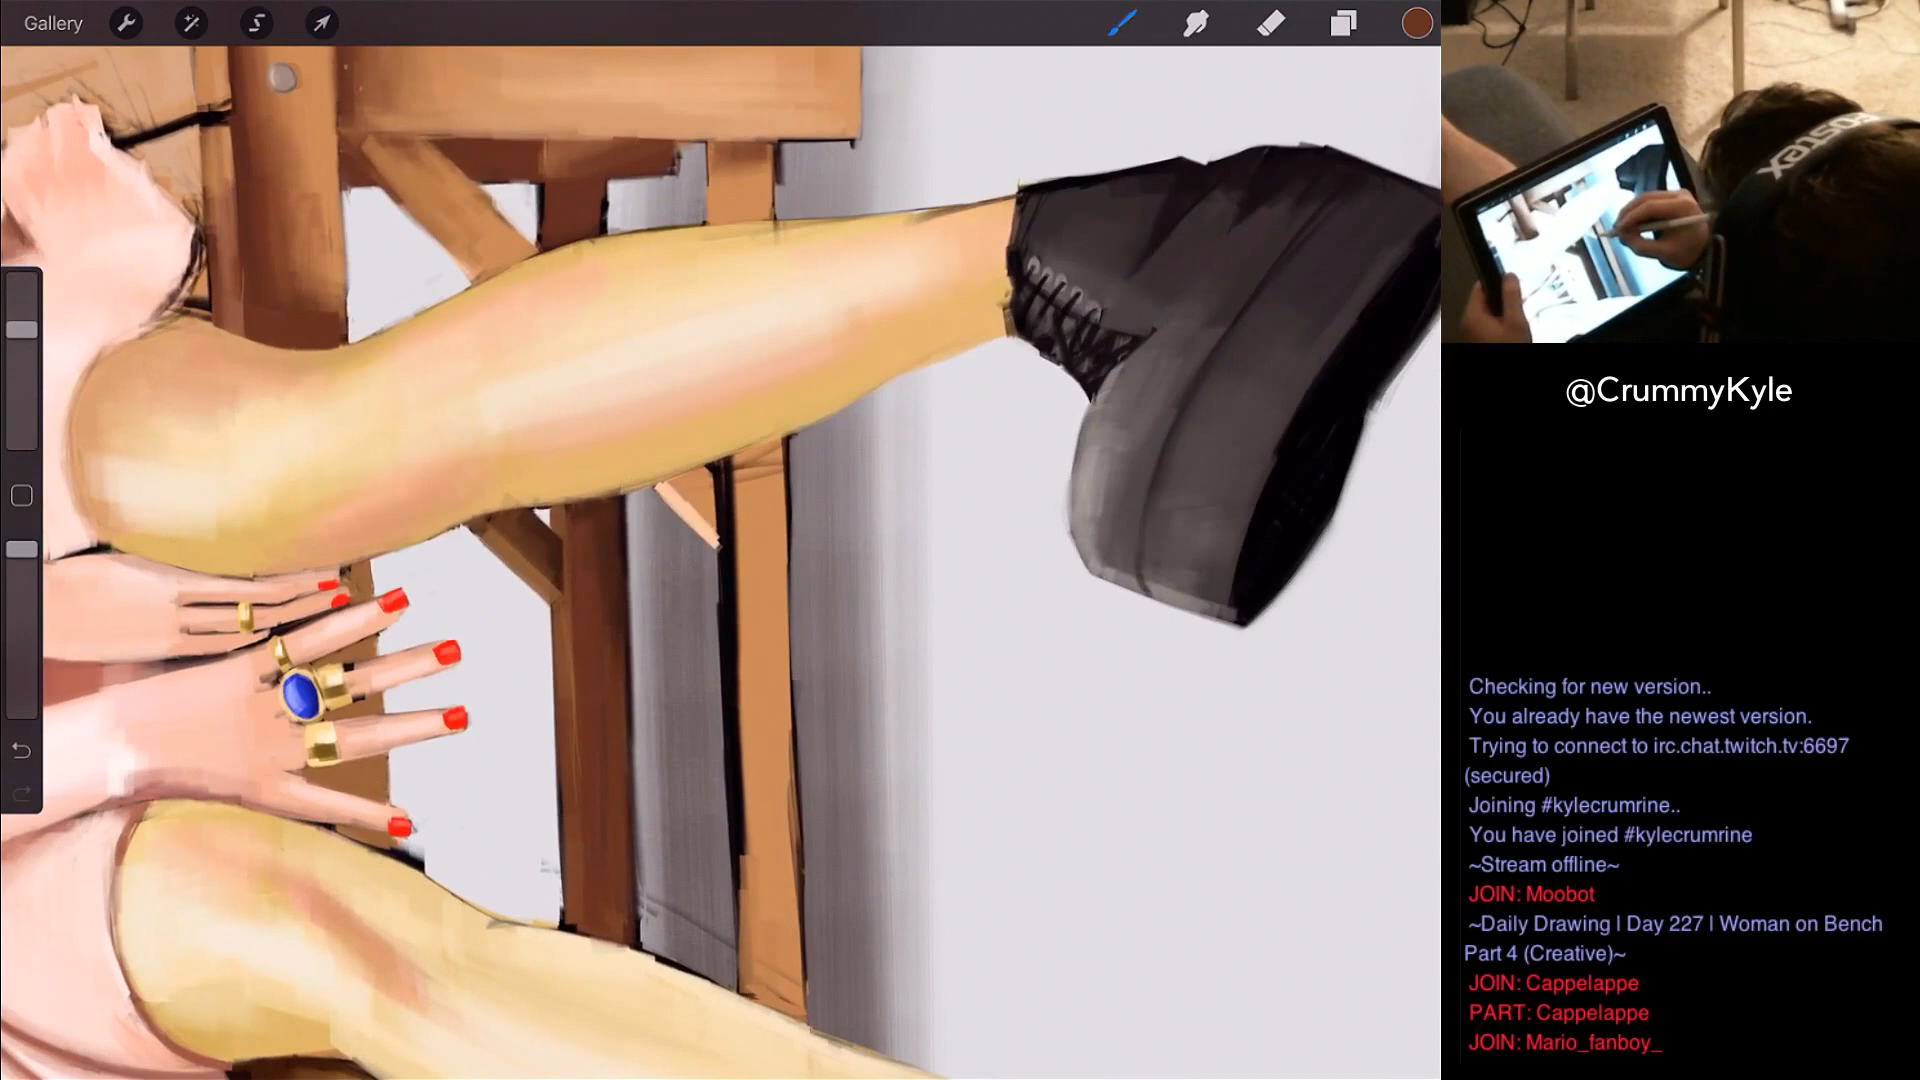 Gallery
Fostex
@CrummyKyle
Checking for new version..
You already have the newest version.
Trying to connect to irc.chat.twitch.tv:6697
(secured)
Joining #kylecrumrine..
You have joined #kylecrumrine
~Stream offline~
JOIN: Moobot
~Daily Drawing | Day 227 | Woman on Bench
Part 4 (Creative)~
JOIN: Cappelappe
PART: Cappelappe
JOIN: Mario_fanboy_